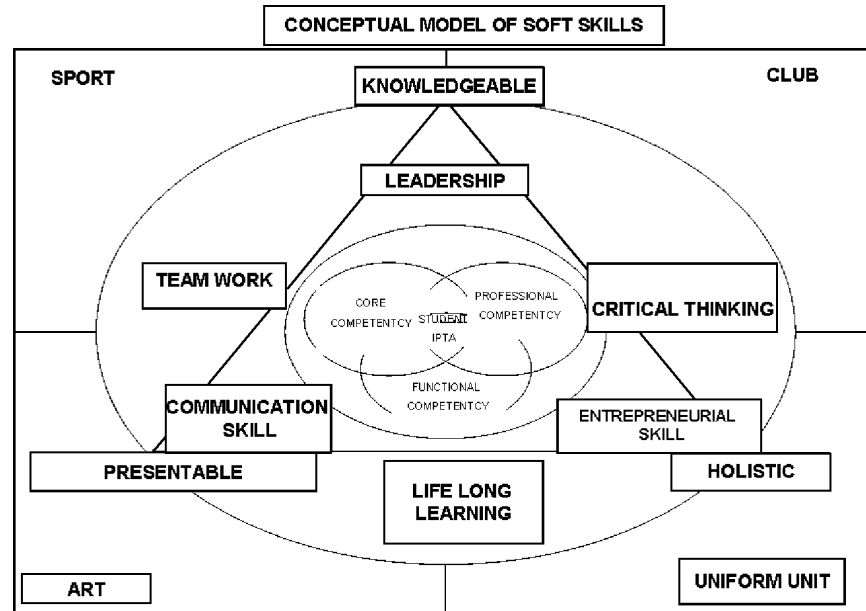 CONCEPTUAL MODEL OF SOFT SKILLS
SPORT
CLUB
KNOWLEDGEABLE
LEADERSHIP
TEAM WORK
CRITICAL THINKING
CORE
COMPETENTCY
PROFESSIONAL
COMPETENTCY
STUDENT
IPTA
FUNCTIONAL
COMPETENTCY
COMMUNICATION
SKILL
ENTREPRENEURIAL
SKILL
PRESENTABLE
HOLISTIC
LIFE LONG
LEARNING
ART
UNIFORM UNIT